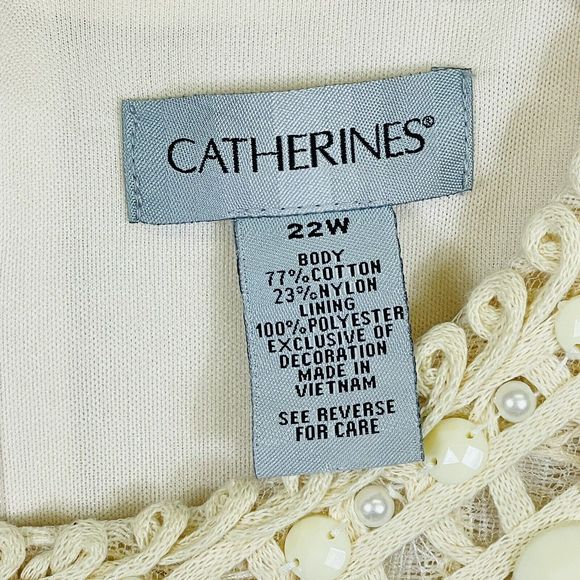 CATHERINES®
22W
BODY
77%COTTON
23%NYLON
LINING
100%POLYESTER
EXCLUSIVE OF
DECORATION
MADE IN
VIETNAM
SEE REVERSE
FOR CARE